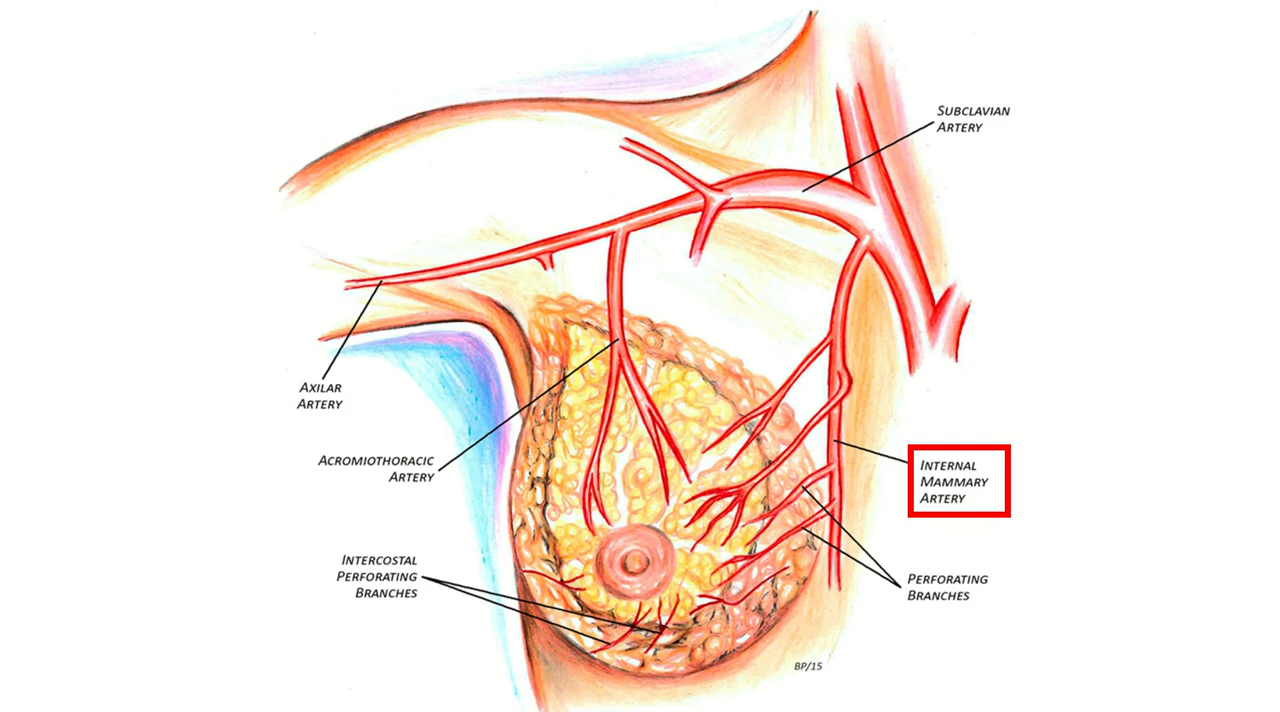 SUBCLAVIAN
ARTERY
AXILAR
ARTERY
ACROMIOTHORACIC
ARTERY
INTERNAL
MAMMARY
ARTERY
INTERCOSTAL
PERFORATING
BRANCHES
PERFORATING
BRANCHES
BP/15